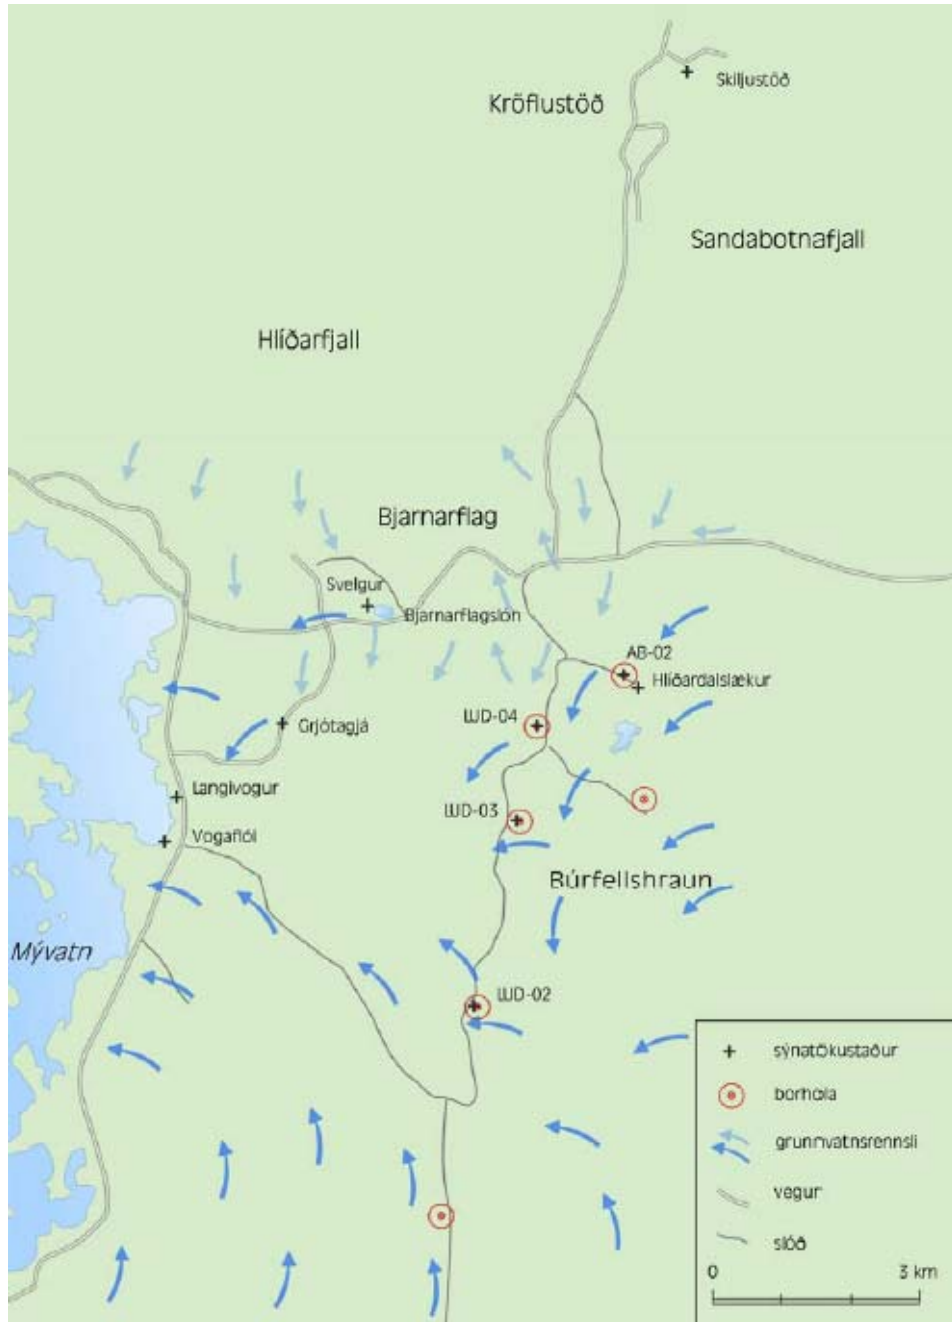 Skiljustöð
Kröflustöð
Sandabotnafjall
Hlíðarfjall
Bjarnarflag
Svelgur
Bjarnarflagslón
AB-02
Hlíðardalslækur
LUD-04
Grjótagjá
Langivogur
LUD-03
Vogaflói
Búrfellshraun
Mývatn
LUD-02
sýnatökustaður
borhola
grunnvatnsrennsli
vegur
slóð
0 3 km